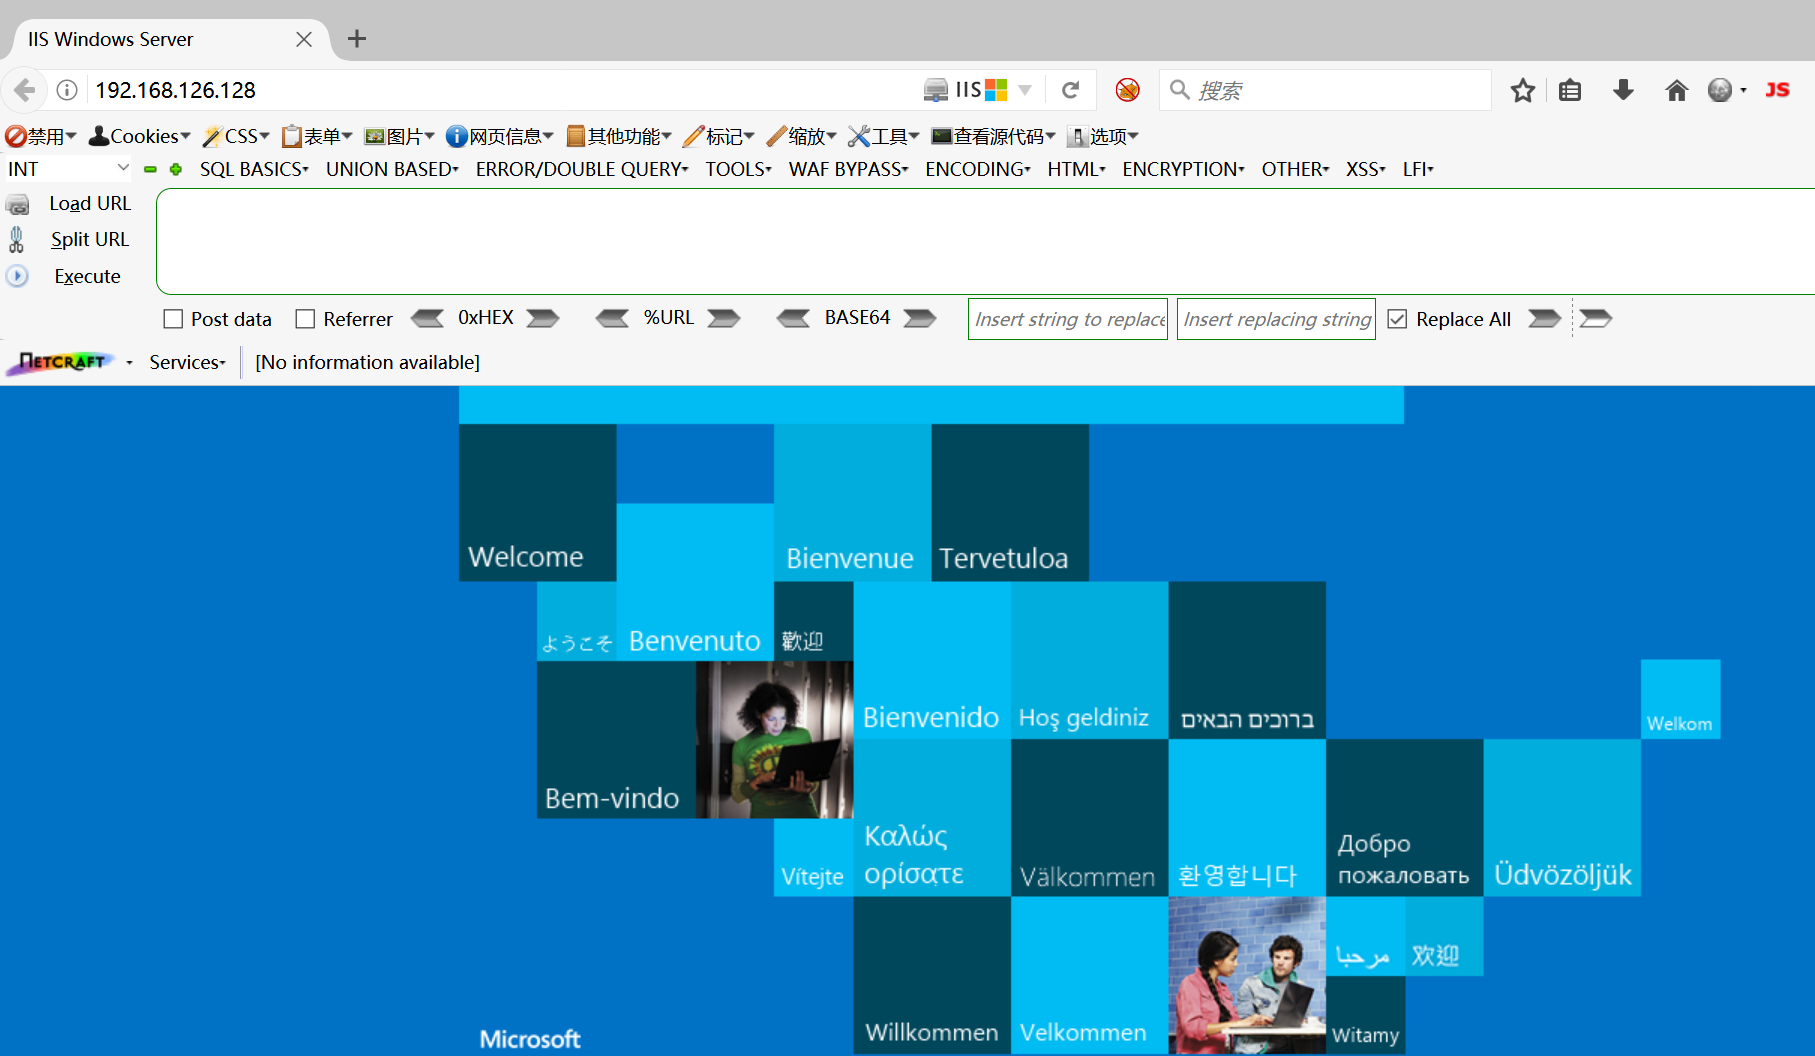 IIS Windows Server
192.168.126.128
IIS
搜索
JS
禁用 Cookies CSS 表单 图片 网页信息 其他功能 标记 缩放 工具 查看源代码 选项
INT SQL BASICS UNION BASED ERROR/DOUBLE QUERY TOOLS WAF BYPASS ENCODING HTML ENCRYPTION OTHER XSS LFI
Load URL
Split URL
Execute
Post data Referrer 0xHEX %URL BASE64 Insert string to replace Insert replacing string Replace All
NETCRAFT Services [No information available]
Welcome
Bienvenue
Tervetuloa
ようこそ
Benvenuto
歡迎
Bienvenido
Hoş geldiniz
ברוכים הבאים
Welkom
Bem-vindo
Καλώς
ορίσατε
Vítejte
Välkommen
환영합니다
Добро
пожаловать
Üdvözöljük
مرحبا
欢迎
Willkommen
Velkommen
Witamy
Microsoft